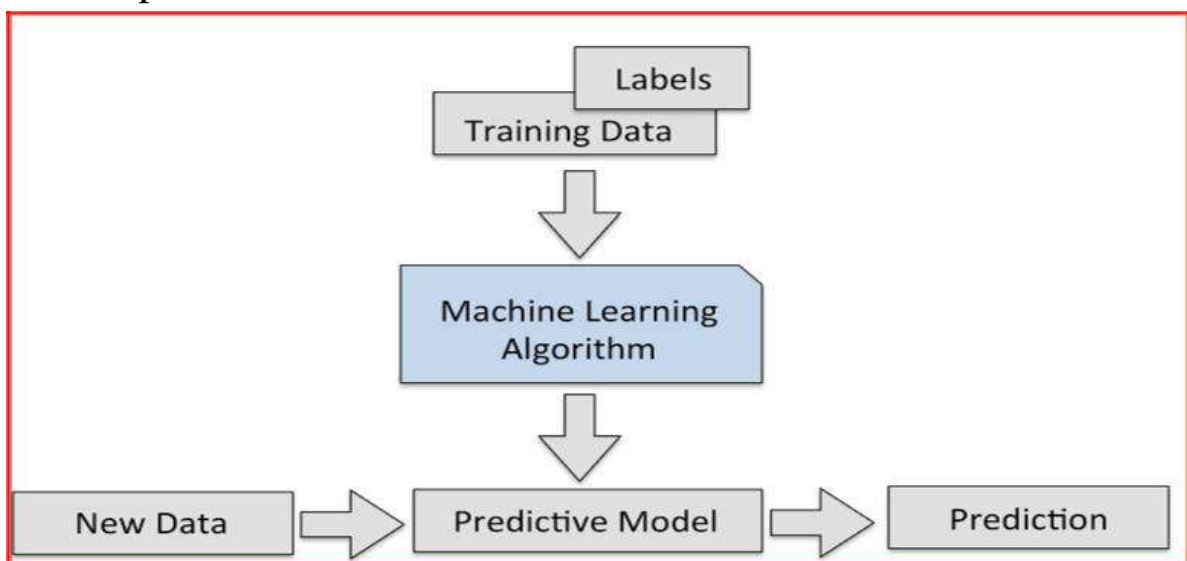 Labels
Training Data
Machine Learning
Algorithm
New Data
Predictive Model
Prediction